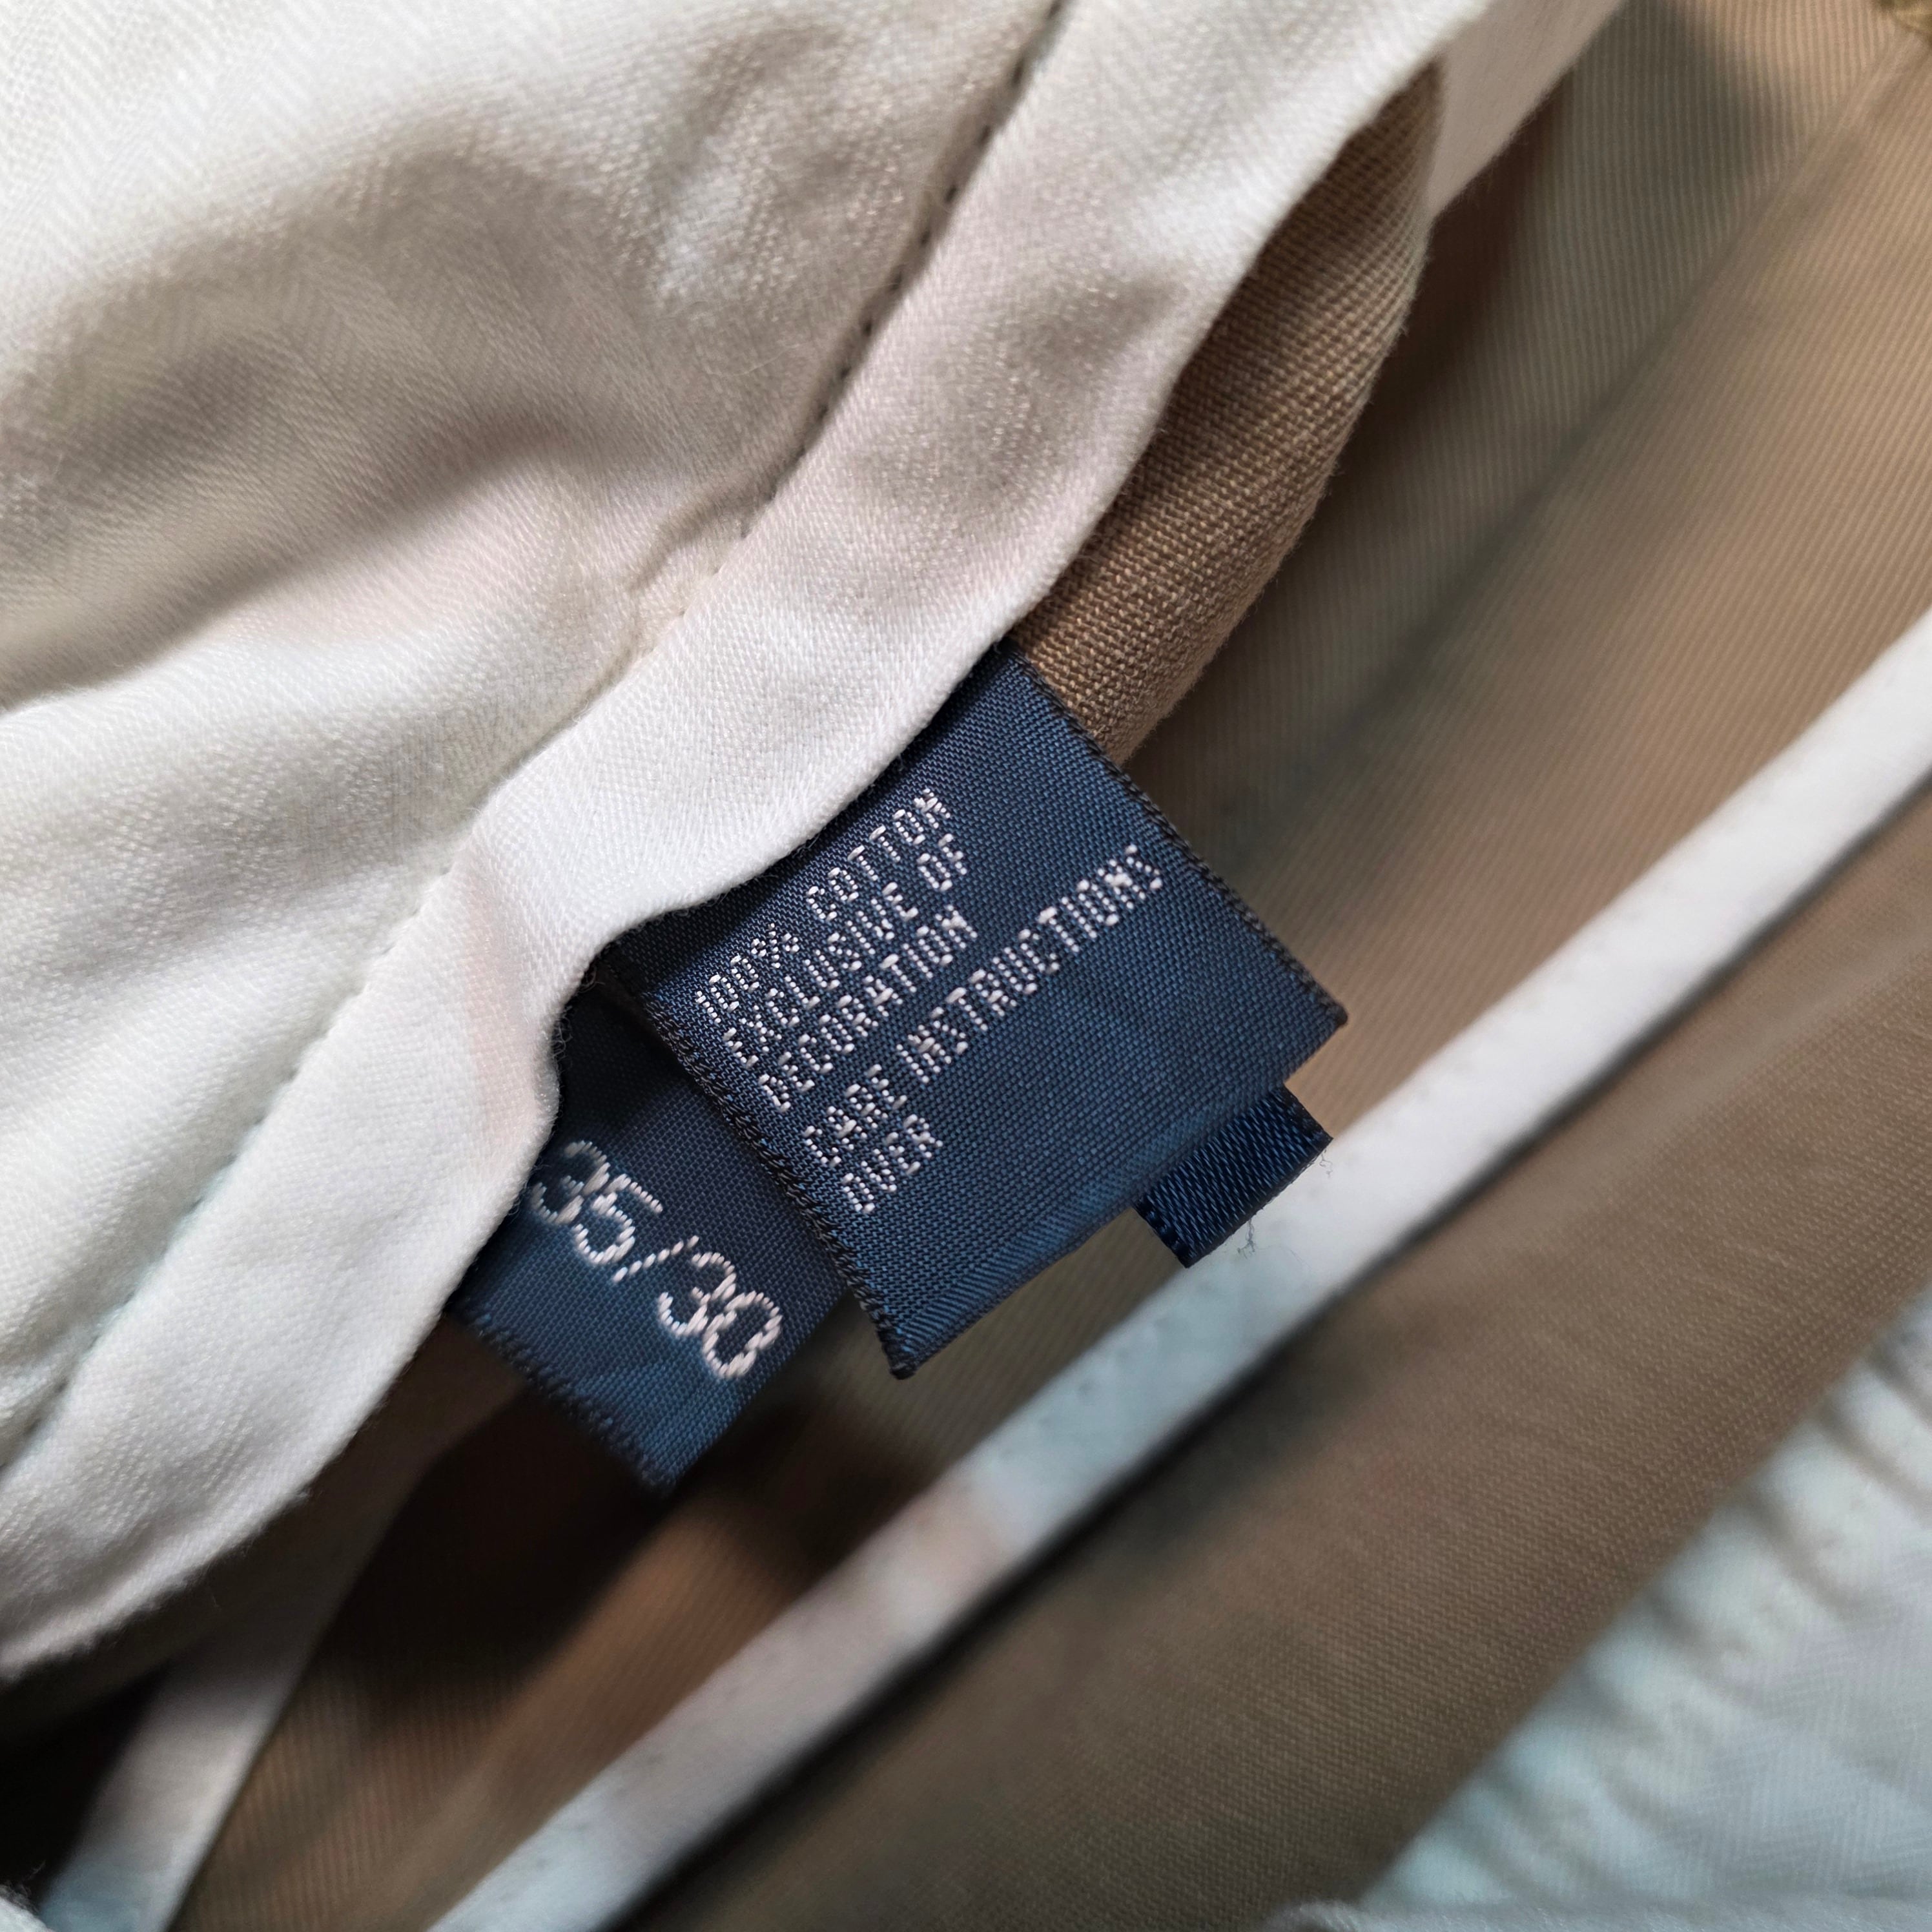 100% COTTON
EXCLUSIVE OF
DECORATION
CARE INSTRUCTIONS
OVER
35/30